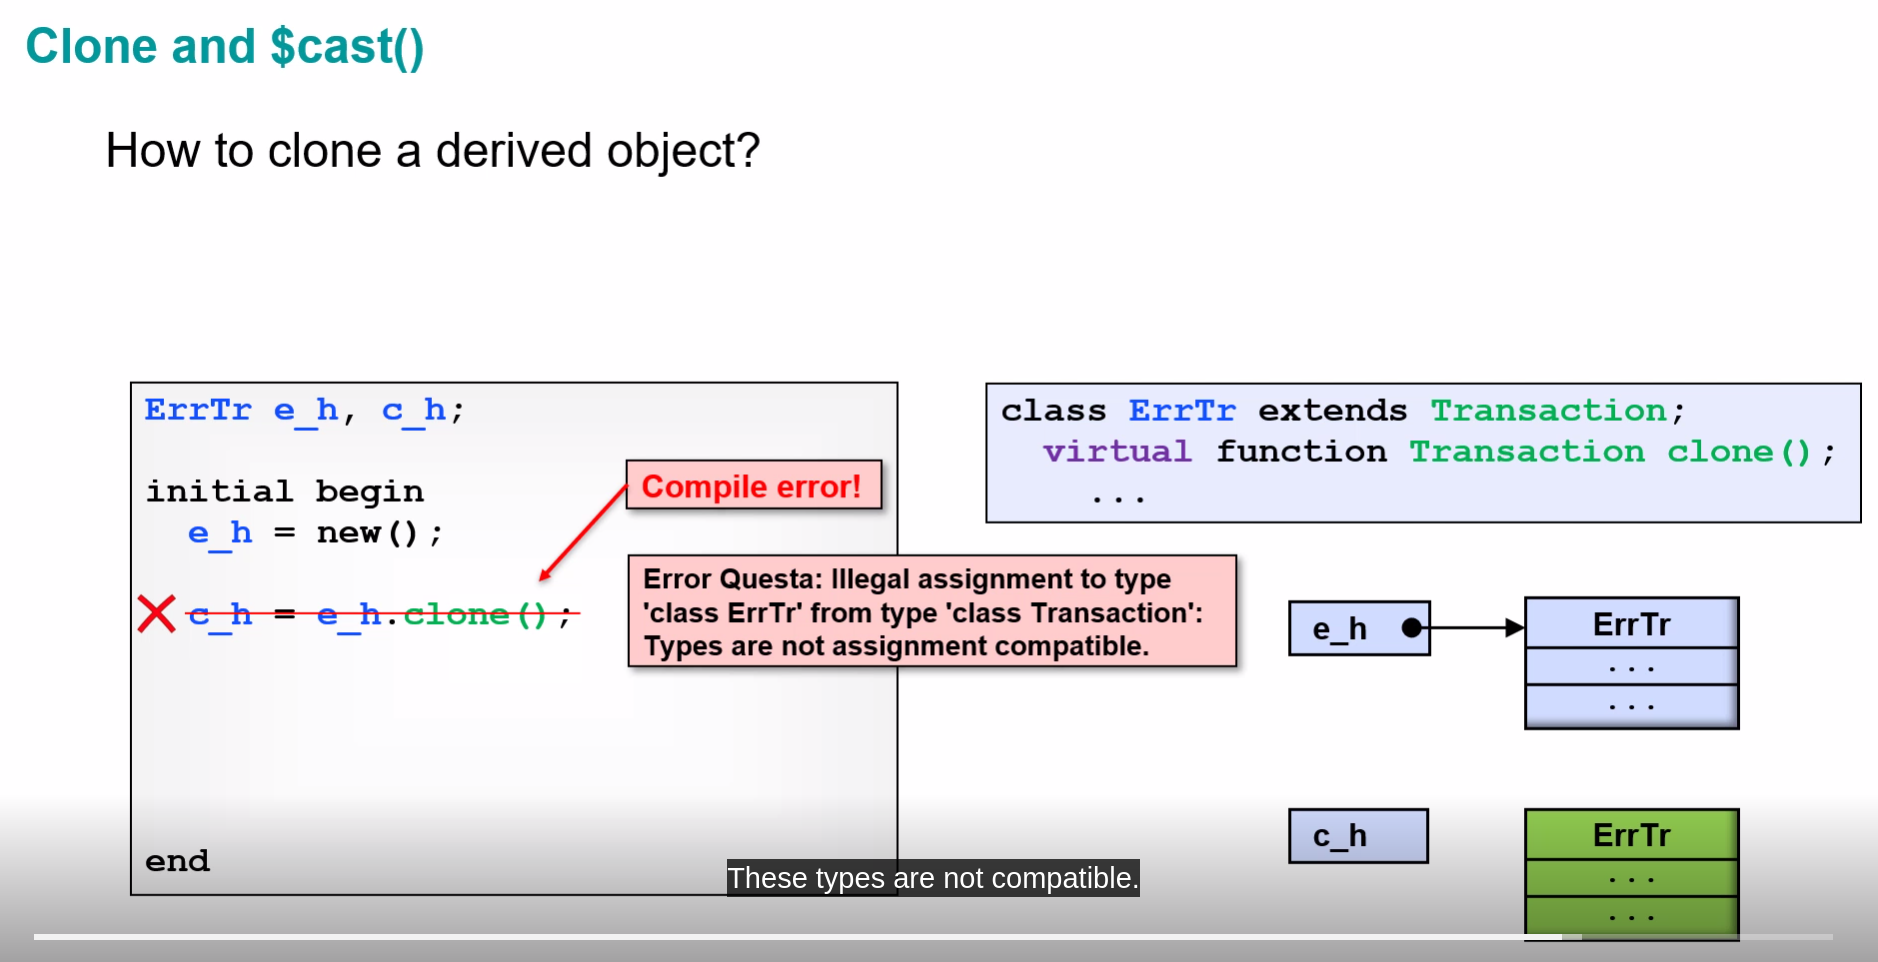 Clone and $cast()
How to clone a derived object?
ErrTr e_h, c_h;
initial begin
e_h = new();
c_h = e_h.clone();
end
Compile error!
Error Questa: Illegal assignment to type
'class ErrTr' from type 'class Transaction':
Types are not assignment compatible.
class ErrTr extends Transaction;
virtual function Transaction clone();
...
e_h
ErrTr
...
...
c_h
ErrTr
...
...
These types are not compatible.